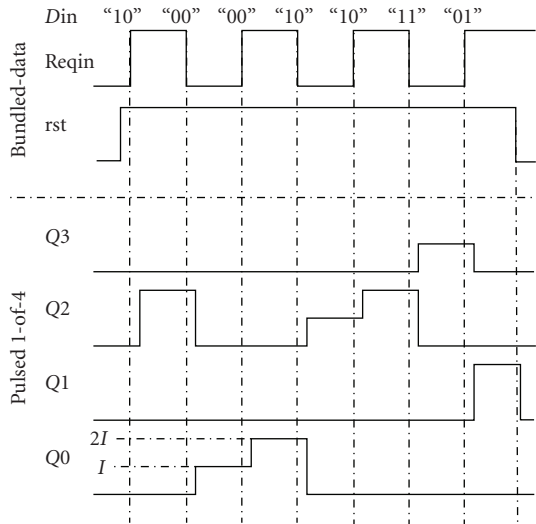 Din “10” “00” “00” “10” “10” “11” “01”
Reqin
rst
Bundled-data
Q3
Q2
Q1
2I
I
Q0
Pulsed 1-of-4